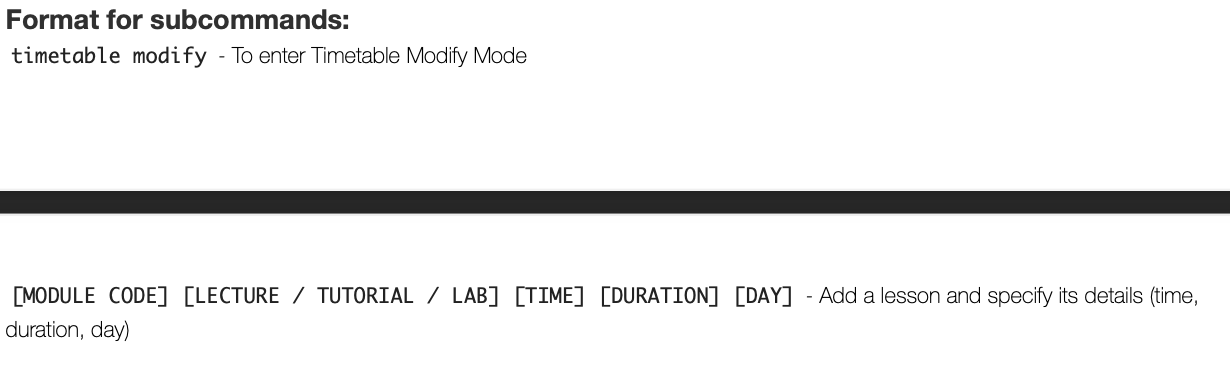 Format for subcommands:
timetable modify - To enter Timetable Modify Mode
[MODULE CODE] [LECTURE / TUTORIAL / LAB] [TIME] [DURATION] [DAY] - Add a lesson and specify its details (time,
duration, day)